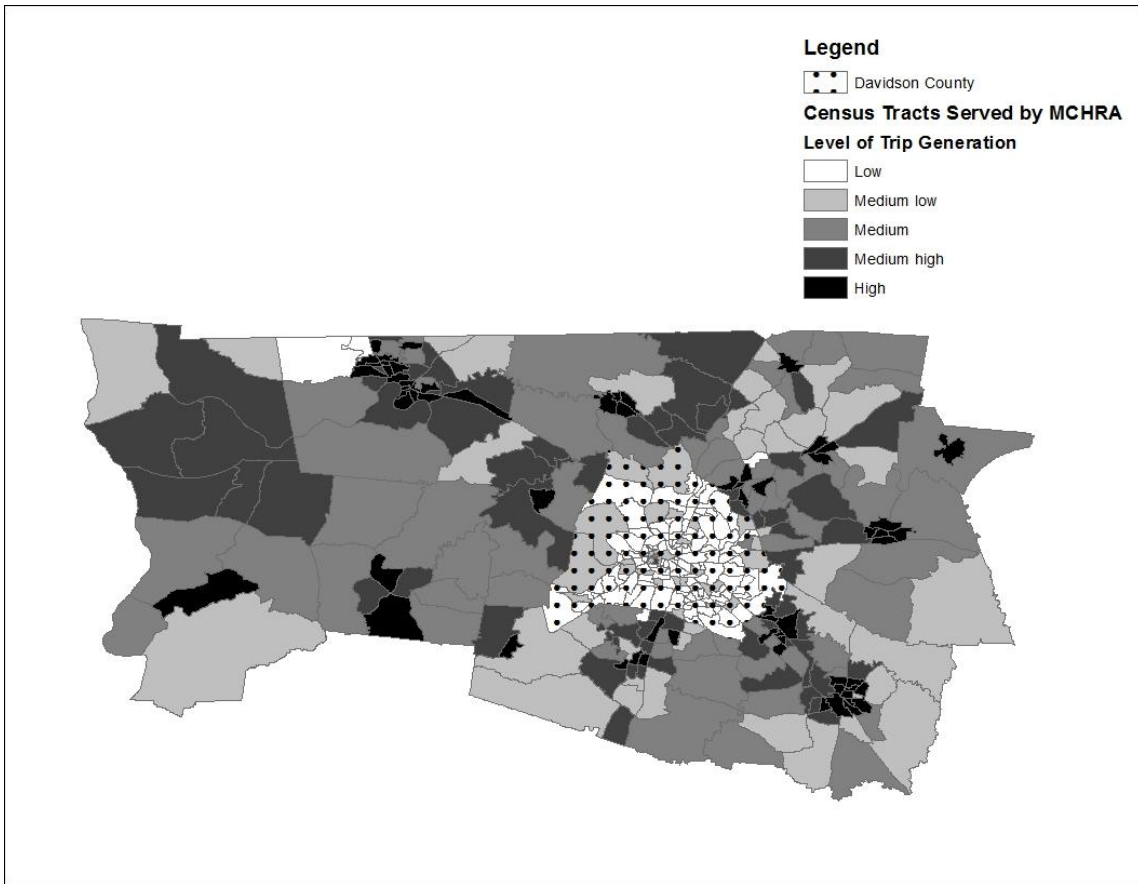 Legend
Davidson County
Census Tracts Served by MCHRA
Level of Trip Generation
Low
Medium low
Medium
Medium high
High